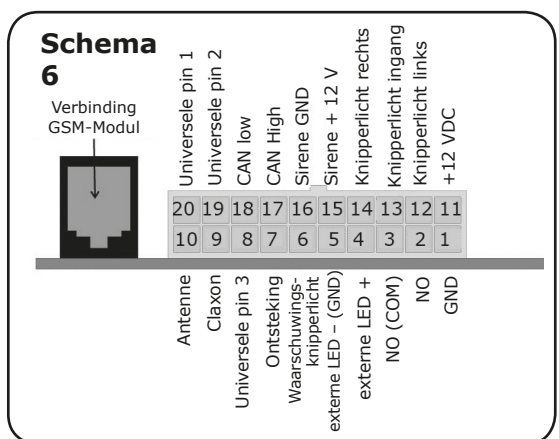 Schema
6
Verbinding
GSM-Modul
Universele pin 1
Universele pin 2
CAN low
CAN High
Sirene GND
Sirene + 12 V
Knipperlicht rechts
Knipperlicht ingang
Knipperlicht links
+12 VDC
20 19 18 17 16 15 14 13 12 11
10 9 8 7 6 5 4 3 2 1
Antenne
Claxon
Universele pin 3
Ontsteking
Waarschuwings-
knipperlicht
externe LED – (GND)
externe LED +
NO (COM)
NO
GND